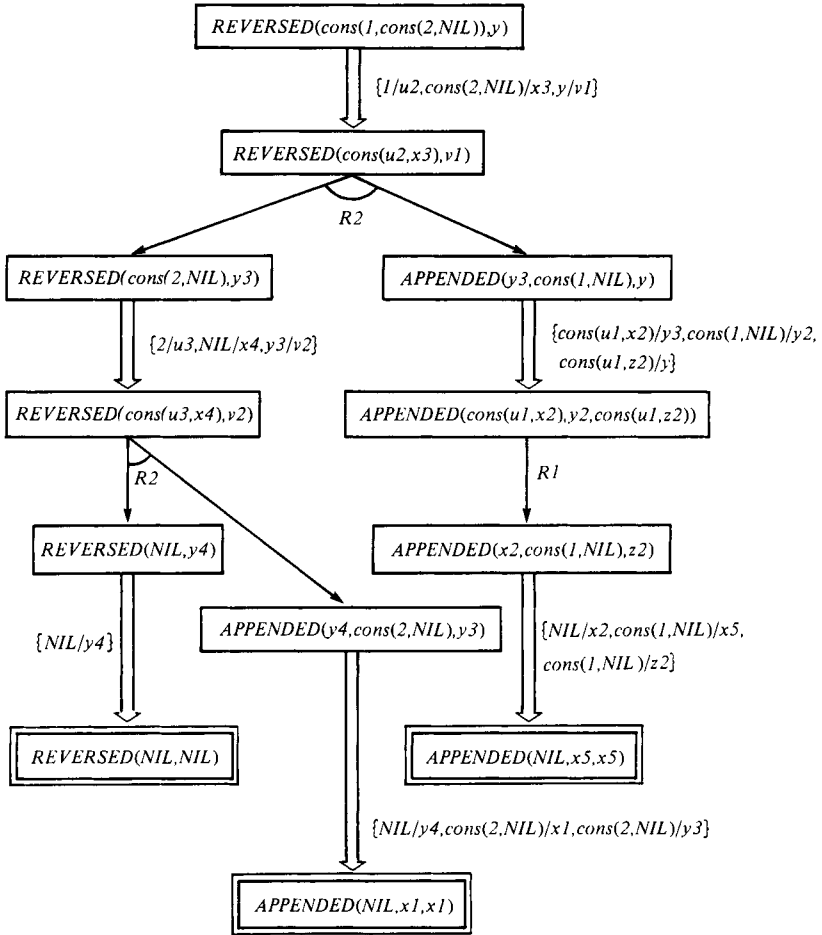 REVERSED(cons(1,cons(2,NIL)),y)
{1/u2,cons(2,NIL)/x3,y/v1}
REVERSED(cons(u2,x3),v1)
R2
REVERSED(cons(2,NIL),y3)
APPENDED(y3,cons(1,NIL),y)
{2/u3,NIL/x4,y3/v2}
{cons(u1,x2)/y3,cons(1,NIL)/y2,
cons(u1,z2)/y}
REVERSED(cons(u3,x4),v2)
APPENDED(cons(u1,x2),y2,cons(u1,z2))
R2
R1
REVERSED(NIL,y4)
APPENDED(x2,cons(1,NIL),z2)
{NIL/y4}
APPENDED(y4,cons(2,NIL),y3)
{NIL/x2,cons(1,NIL)/x5,
cons(1,NIL)/z2}
REVERSED(NIL,NIL)
APPENDED(NIL,x5,x5)
{NIL/y4,cons(2,NIL)/x1,cons(2,NIL)/y3}
APPENDED(NIL,x1,x1)